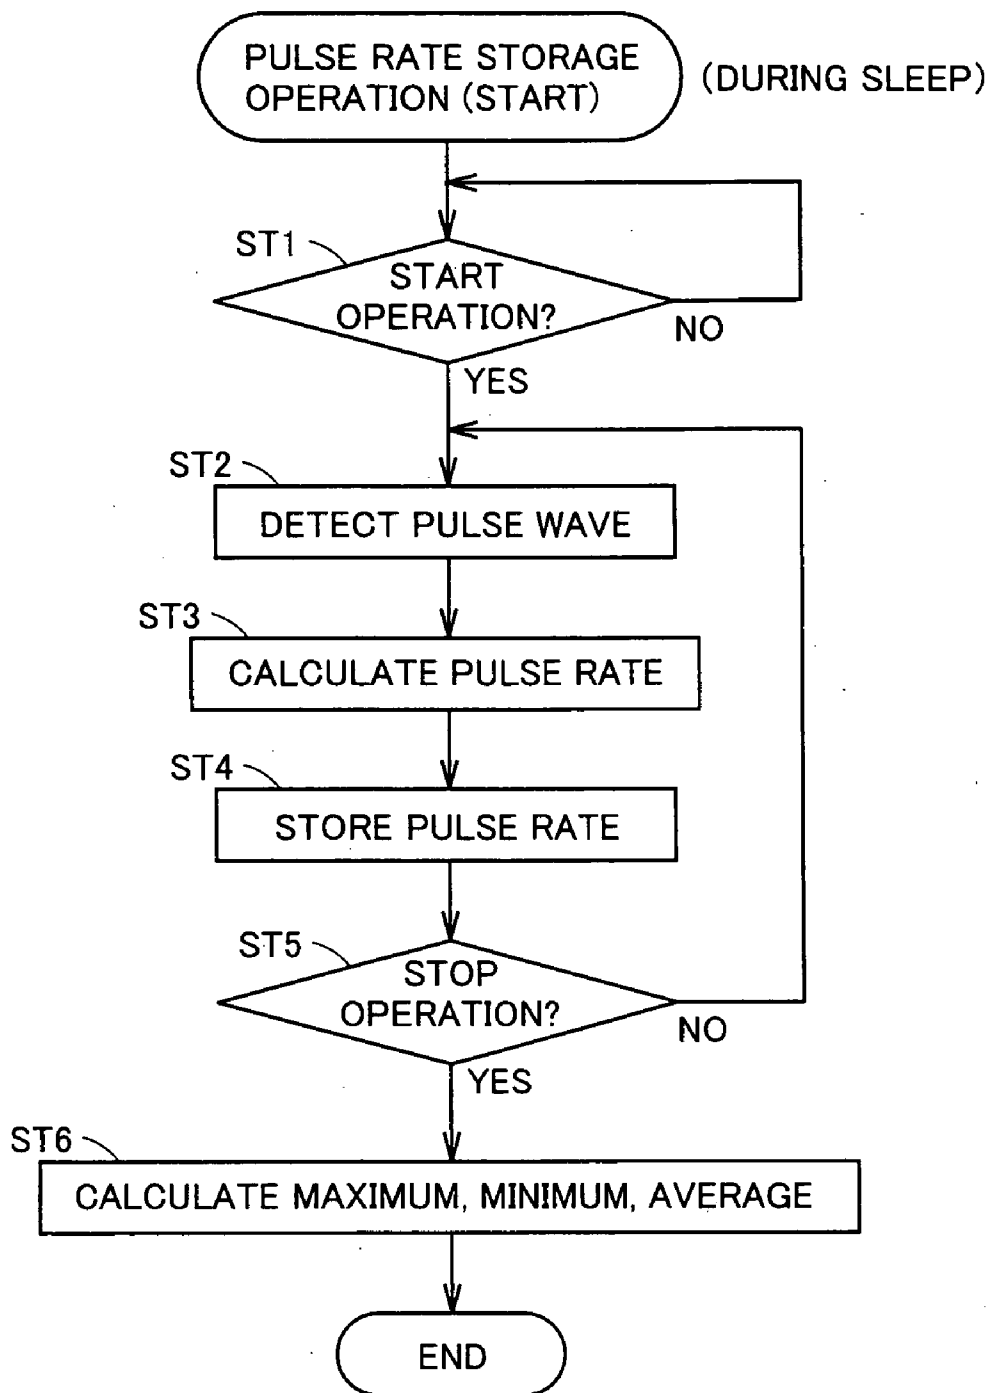 PULSE RATE STORAGE
OPERATION (START)
(DURING SLEEP)
ST1
START
OPERATION?
NO
YES
ST2
DETECT PULSE WAVE
ST3
CALCULATE PULSE RATE
ST4
STORE PULSE RATE
ST5
STOP
OPERATION?
NO
YES
ST6
CALCULATE MAXIMUM, MINIMUM, AVERAGE
END